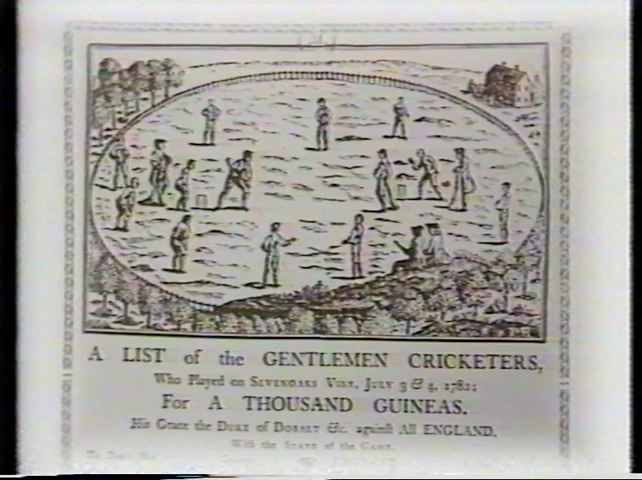 A LIST of the GENTLEMEN CRICKETERS,
Who Played on SEVENOAKS VINE, JULY 3 & 4, 1782;
For A THOUSAND GUINEAS.
His Grace the DUKE of DORSET &c. againſt All ENGLAND,
With the STATE of the GAME.